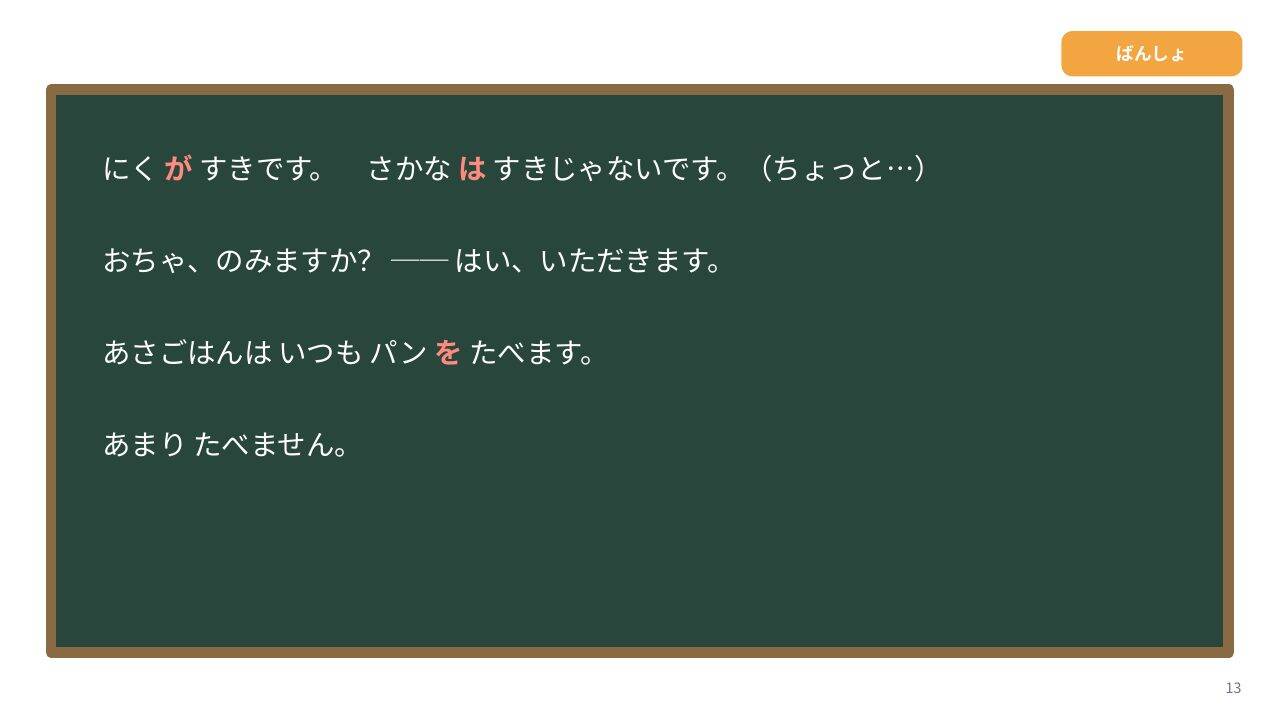 ばんしょ
にく が すきです。　さかな は すきじゃないです。（ちょっと…）
おちゃ、のみますか? ── はい、いただきます。
あさごはんは いつも パン を たべます。
あまり たべません。
13